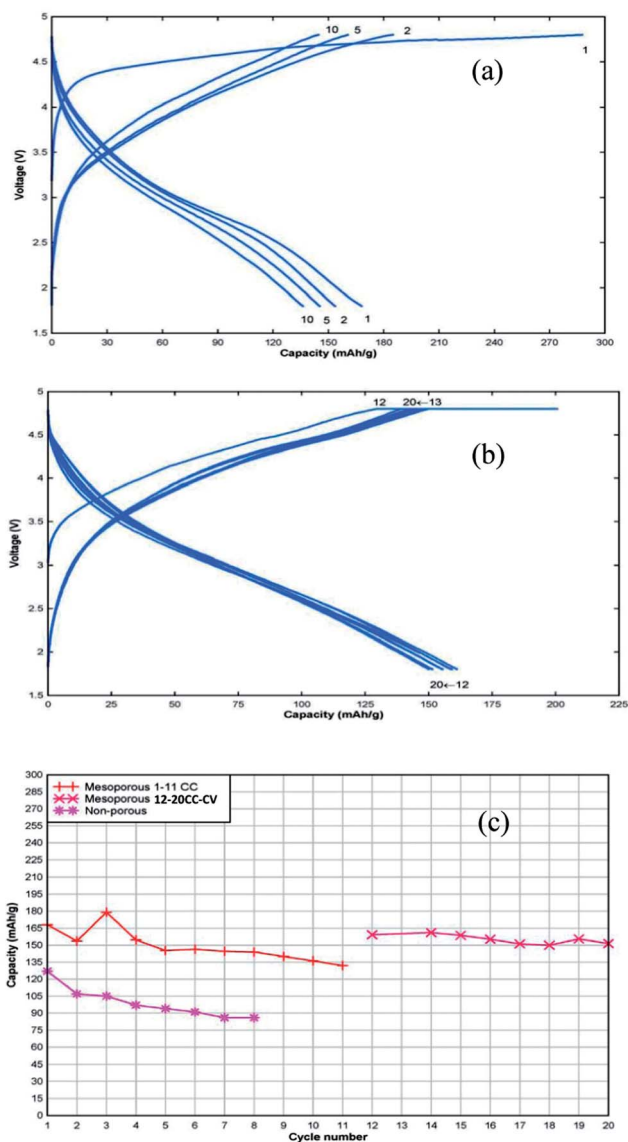 5
4.5
4
3.5
3
2.5
2
1.5
Voltage (V)
10 5 2
1
(a)
10 5 2 1
0 30 60 90 120 150 180 210 240 270 300
Capacity (mAh/g)
5
4.5
4
3.5
3
2.5
2
1.5
Voltage (V)
12 20←13
(b)
20←12
0 25 50 75 100 125 150 175 200 225
Capacity (mAh/g)
300
285
270
255
240
225
210
195
180
165
150
135
120
105
90
75
60
45
30
15
0
Capacity (mAh/g)
Mesoporous 1-11 CC
Mesoporous 12-20CC-CV
Non-porous
(c)
1 2 3 4 5 6 7 8 9 10 11 12 13 14 15 16 17 18 19 20
Cycle number